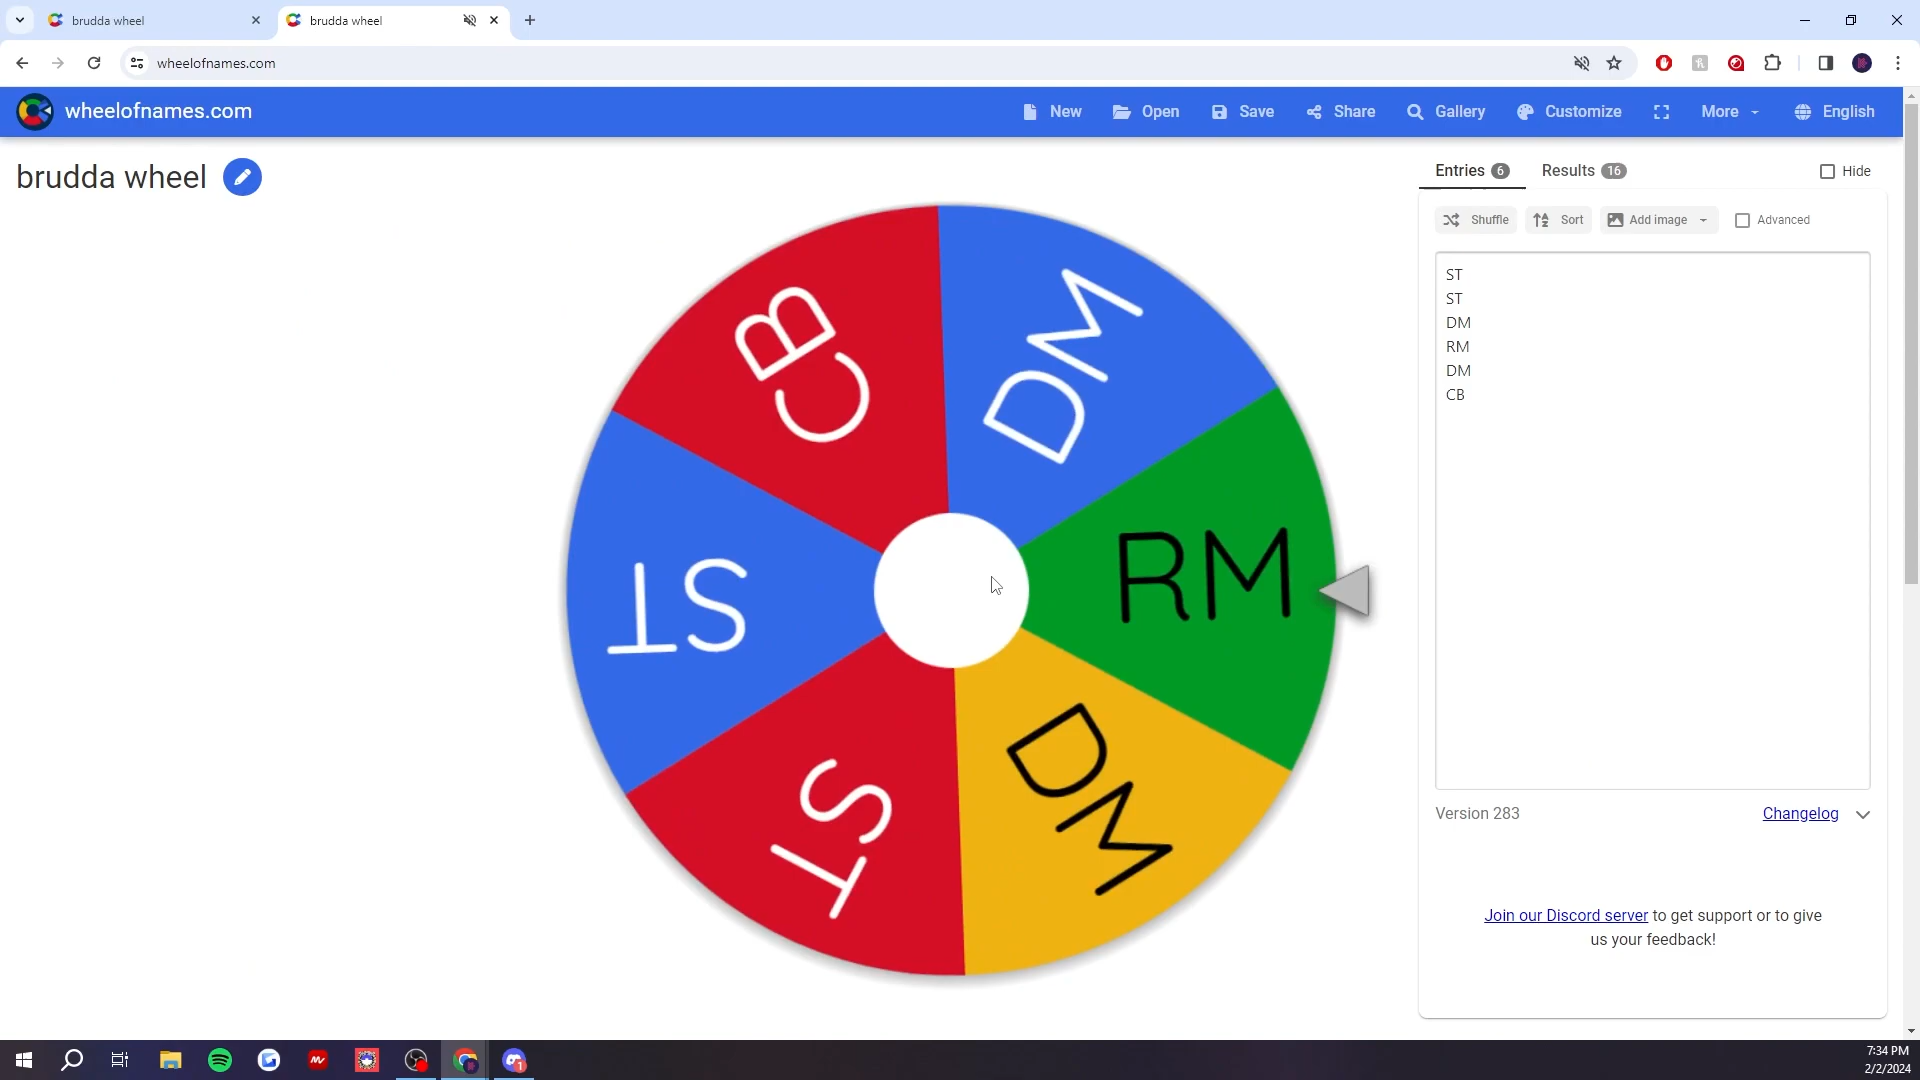 brudda wheel
brudda wheel
wheelofnames.com
wheelofnames.com
New
Open
Save
Share
Gallery
Customize
More
English
brudda wheel
Entries 6
Results 16
Hide
Shuffle
Sort
Add image
Advanced
ST
ST
DM
RM
DM
CB
CB
DM
RM
DM
ST
ST
Version 283
Changelog
Join our Discord server to get support or to give
us your feedback!
7:34 PM
2/2/2024